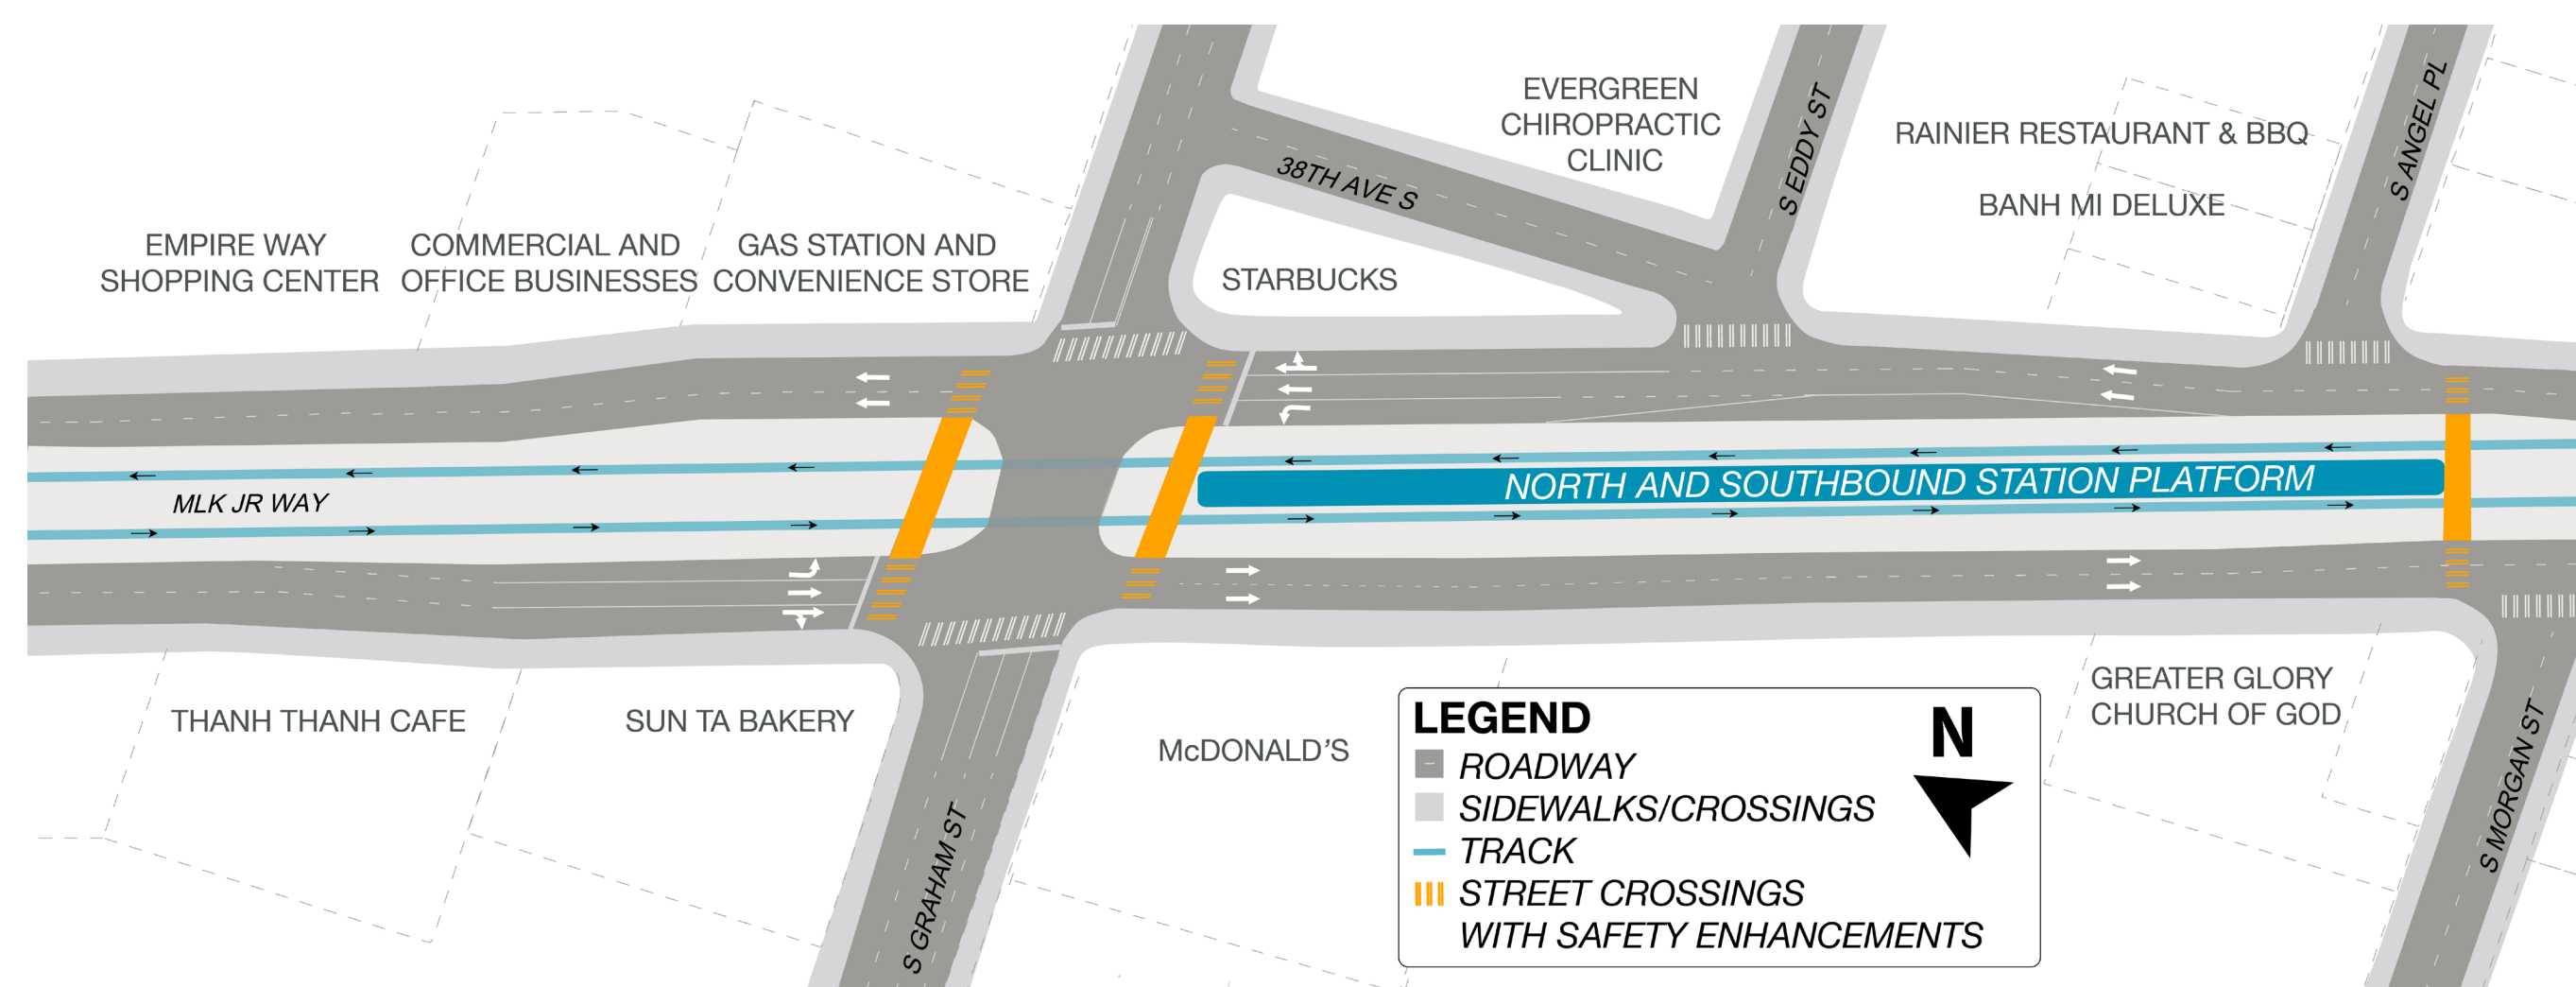 EVERGREEN
CHIROPRACTIC
CLINIC
S EDDY ST
RAINIER RESTAURANT & BBQ
BANH MI DELUXE
S ANGEL PL
38TH AVE S
EMPIRE WAY
SHOPPING CENTER
COMMERCIAL AND
OFFICE BUSINESSES
GAS STATION AND
CONVENIENCE STORE
STARBUCKS
MLK JR WAY
NORTH AND SOUTHBOUND STATION PLATFORM
THANH THANH CAFE
SUN TA BAKERY
S GRAHAM ST
McDONALD'S
GREATER GLORY
CHURCH OF GOD
S MORGAN ST
LEGEND
N
ROADWAY
SIDEWALKS/CROSSINGS
TRACK
STREET CROSSINGS
WITH SAFETY ENHANCEMENTS